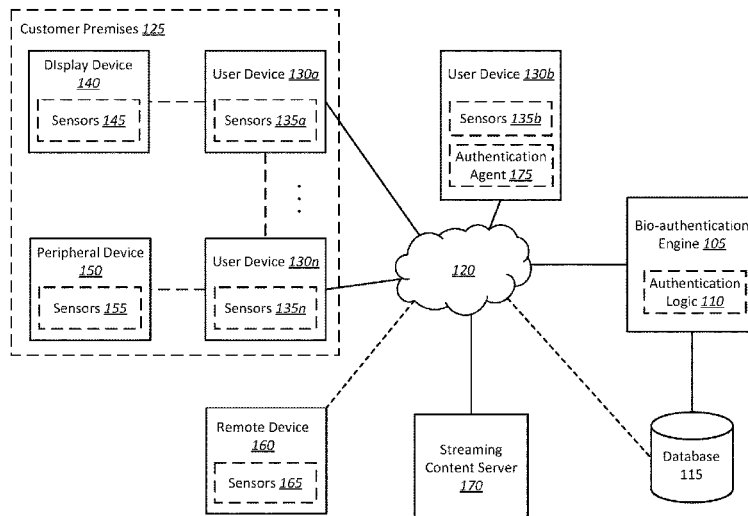 Customer Premises 125
DIsplay Device
140
Sensors 145
User Device 130a
Sensors 135a
User Device 130b
Sensors 135b
Authentication
Agent 175
Bio-authentication
Engine 105
Authentication
Logic 110
Peripheral Device
150
Sensors 155
User Device 130n
Sensors 135n
120
Remote Device
160
Sensors 165
Streaming
Content Server
170
Database
115